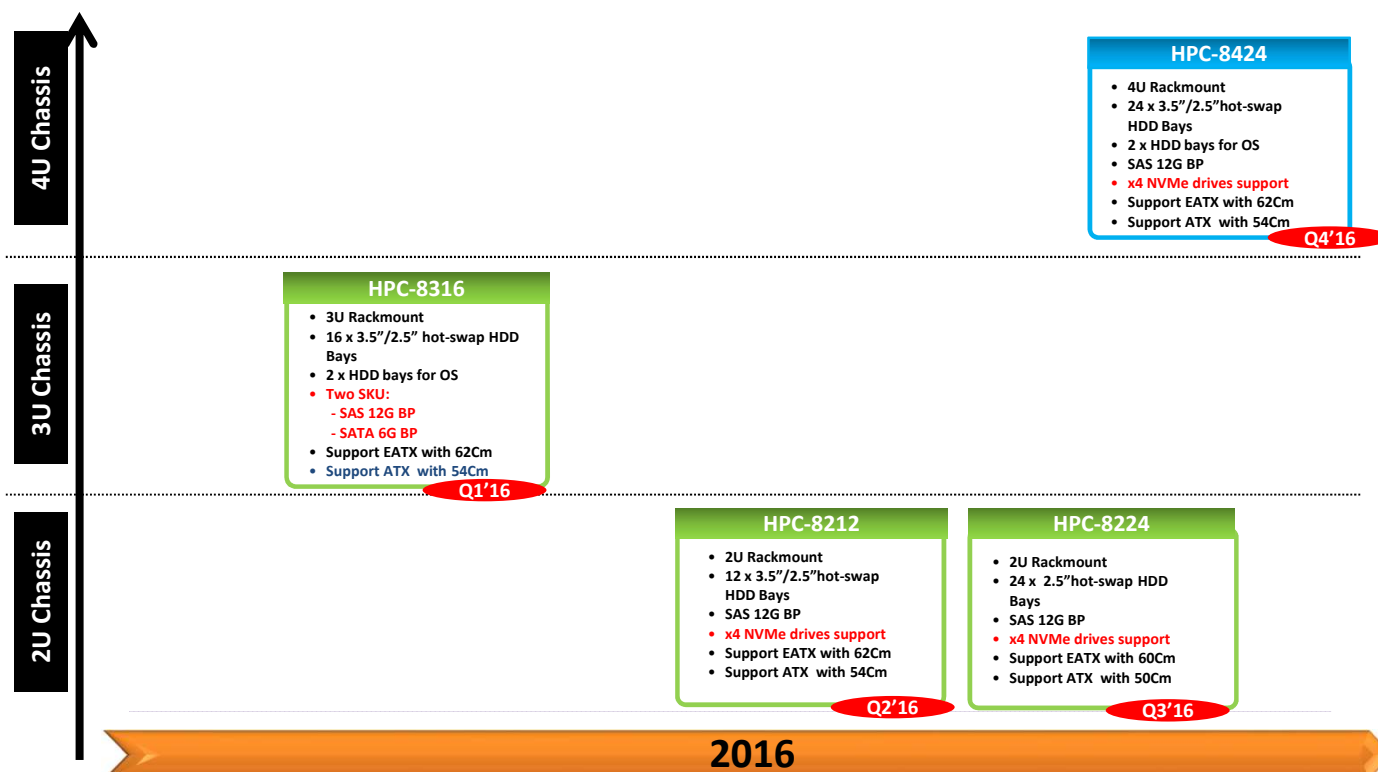 4U Chassis
HPC-8424
• 4U Rackmount
• 24 x 3.5”/2.5”hot-swap
HDD Bays
• 2 x HDD bays for OS
• SAS 12G BP
• x4 NVMe drives support
• Support EATX with 62Cm
• Support ATX with 54Cm
Q4’16
3U Chassis
HPC-8316
• 3U Rackmount
• 16 x 3.5”/2.5” hot-swap HDD
Bays
• 2 x HDD bays for OS
• Two SKU:
- SAS 12G BP
- SATA 6G BP
• Support EATX with 62Cm
• Support ATX with 54Cm
Q1’16
2U Chassis
HPC-8212
• 2U Rackmount
• 12 x 3.5”/2.5”hot-swap
HDD Bays
• SAS 12G BP
• x4 NVMe drives support
• Support EATX with 62Cm
• Support ATX with 54Cm
Q2’16
HPC-8224
• 2U Rackmount
• 24 x 2.5”hot-swap HDD
Bays
• SAS 12G BP
• x4 NVMe drives support
• Support EATX with 60Cm
• Support ATX with 50Cm
Q3’16
2016